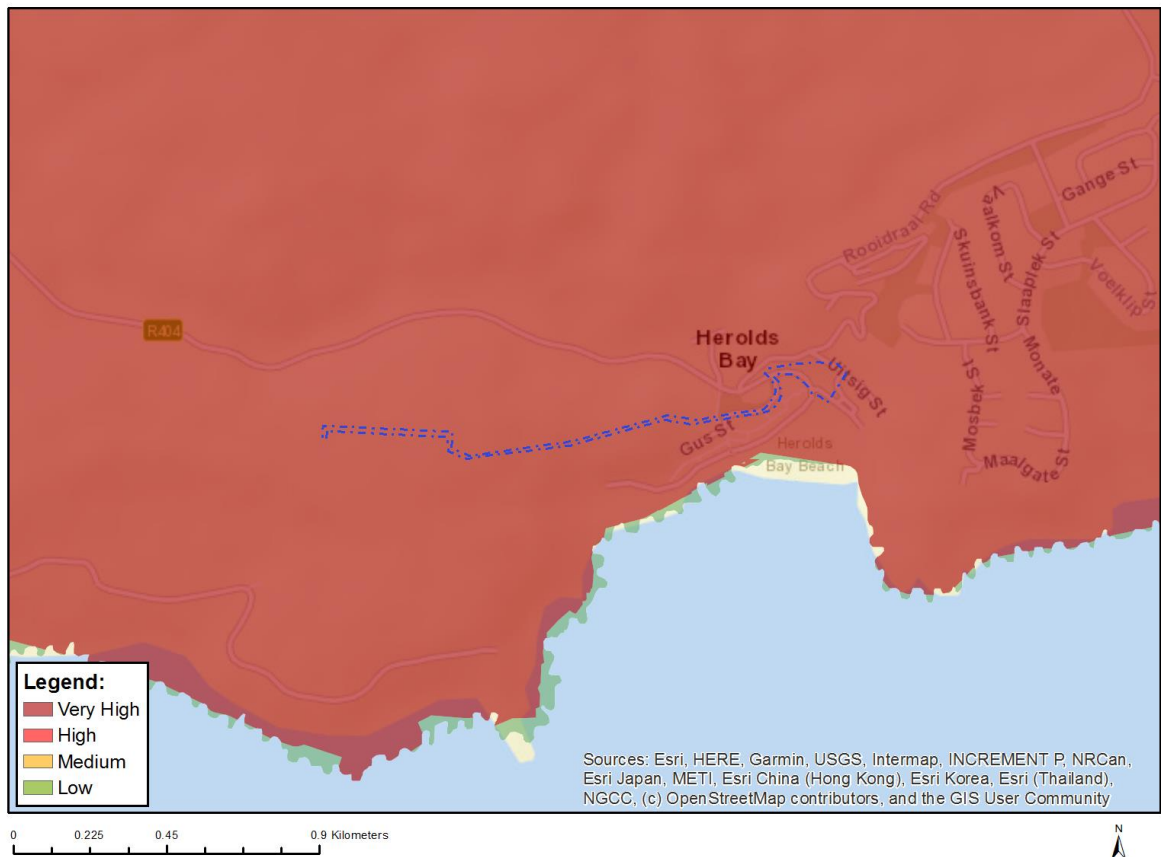 Gange St
Vaalkom St
Rooidraai Rd
Skuinsbank St
Slaaplek St
Voelklip St
R404
Herolds
Bay
Uitsig St
Monate
Mosbek St
Gus St
Herolds
Bay Beach
Maalgate St
Legend:
Very High
High
Medium
Low
Sources: Esri, HERE, Garmin, USGS, Intermap, INCREMENT P, NRCan,
Esri Japan, METI, Esri China (Hong Kong), Esri Korea, Esri (Thailand),
NGCC, (c) OpenStreetMap contributors, and the GIS User Community
0 0.225 0.45 0.9 Kilometers
N